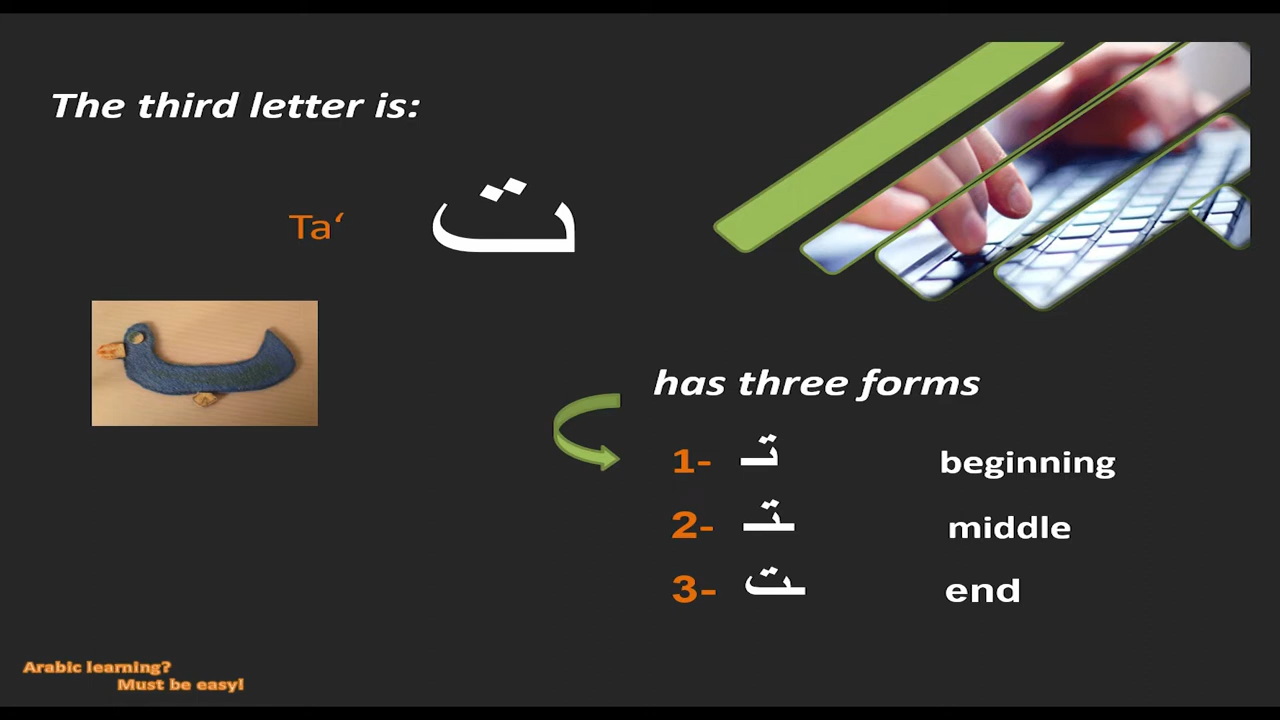 The third letter is:
Ta‘ ت
has three forms
1- تـ beginning
2- ـتـ middle
3- ـت end
Arabic learning?
Must be easy!